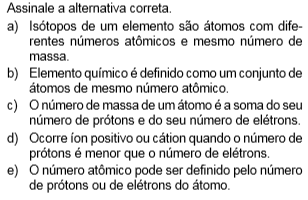 Assinale a alternativa correta.
a) Isótopos de um elemento são átomos com dife-
rentes números atômicos e mesmo número de
massa.
b) Elemento químico é definido como um conjunto de
átomos de mesmo número atômico.
c) O número de massa de um átomo é a soma do seu
número de prótons e do seu número de elétrons.
d) Ocorre íon positivo ou cátion quando o número de
prótons é menor que o número de elétrons.
e) O número atômico pode ser definido pelo número
de prótons ou de elétrons do átomo.